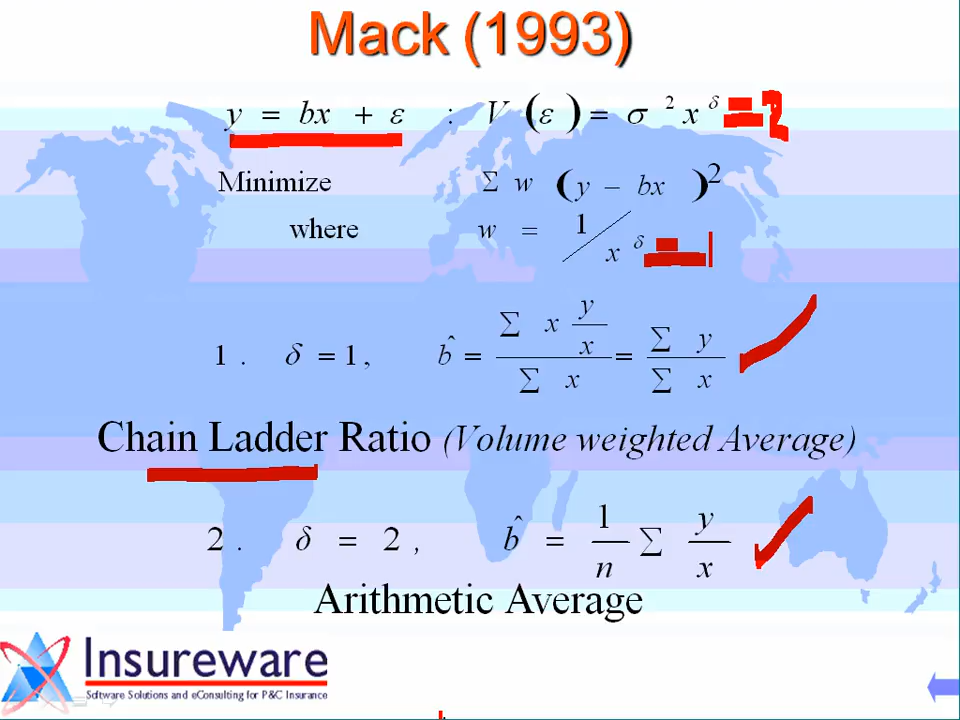 Mack (1993)
y = bx + ε : V (ε) = σ² x^δ = 2
Minimize Σ w (y – bx)²
where w = 1/x^δ = 1
1. δ = 1, b̂ = Σ x y/x / Σ x = Σ y / Σ x
Chain Ladder Ratio (Volume weighted Average)
2. δ = 2, b̂ = 1/n Σ y/x
Arithmetic Average
Insureware
Software Solutions and eConsulting for P&C Insurance